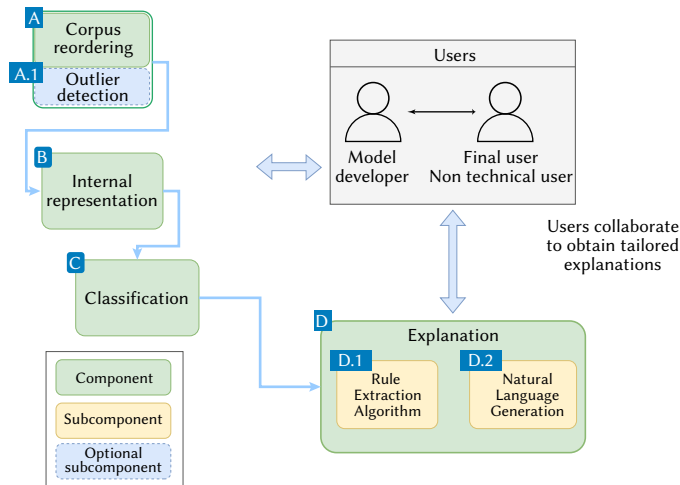 A
Corpus
reordering
A.1
Outlier
detection
B
Internal
representation
C
Classification
Users
Model
developer
Final user
Non technical user
Users collaborate
to obtain tailored
explanations
D
Explanation
D.1
Rule
Extraction
Algorithm
D.2
Natural
Language
Generation
Component
Subcomponent
Optional
subcomponent